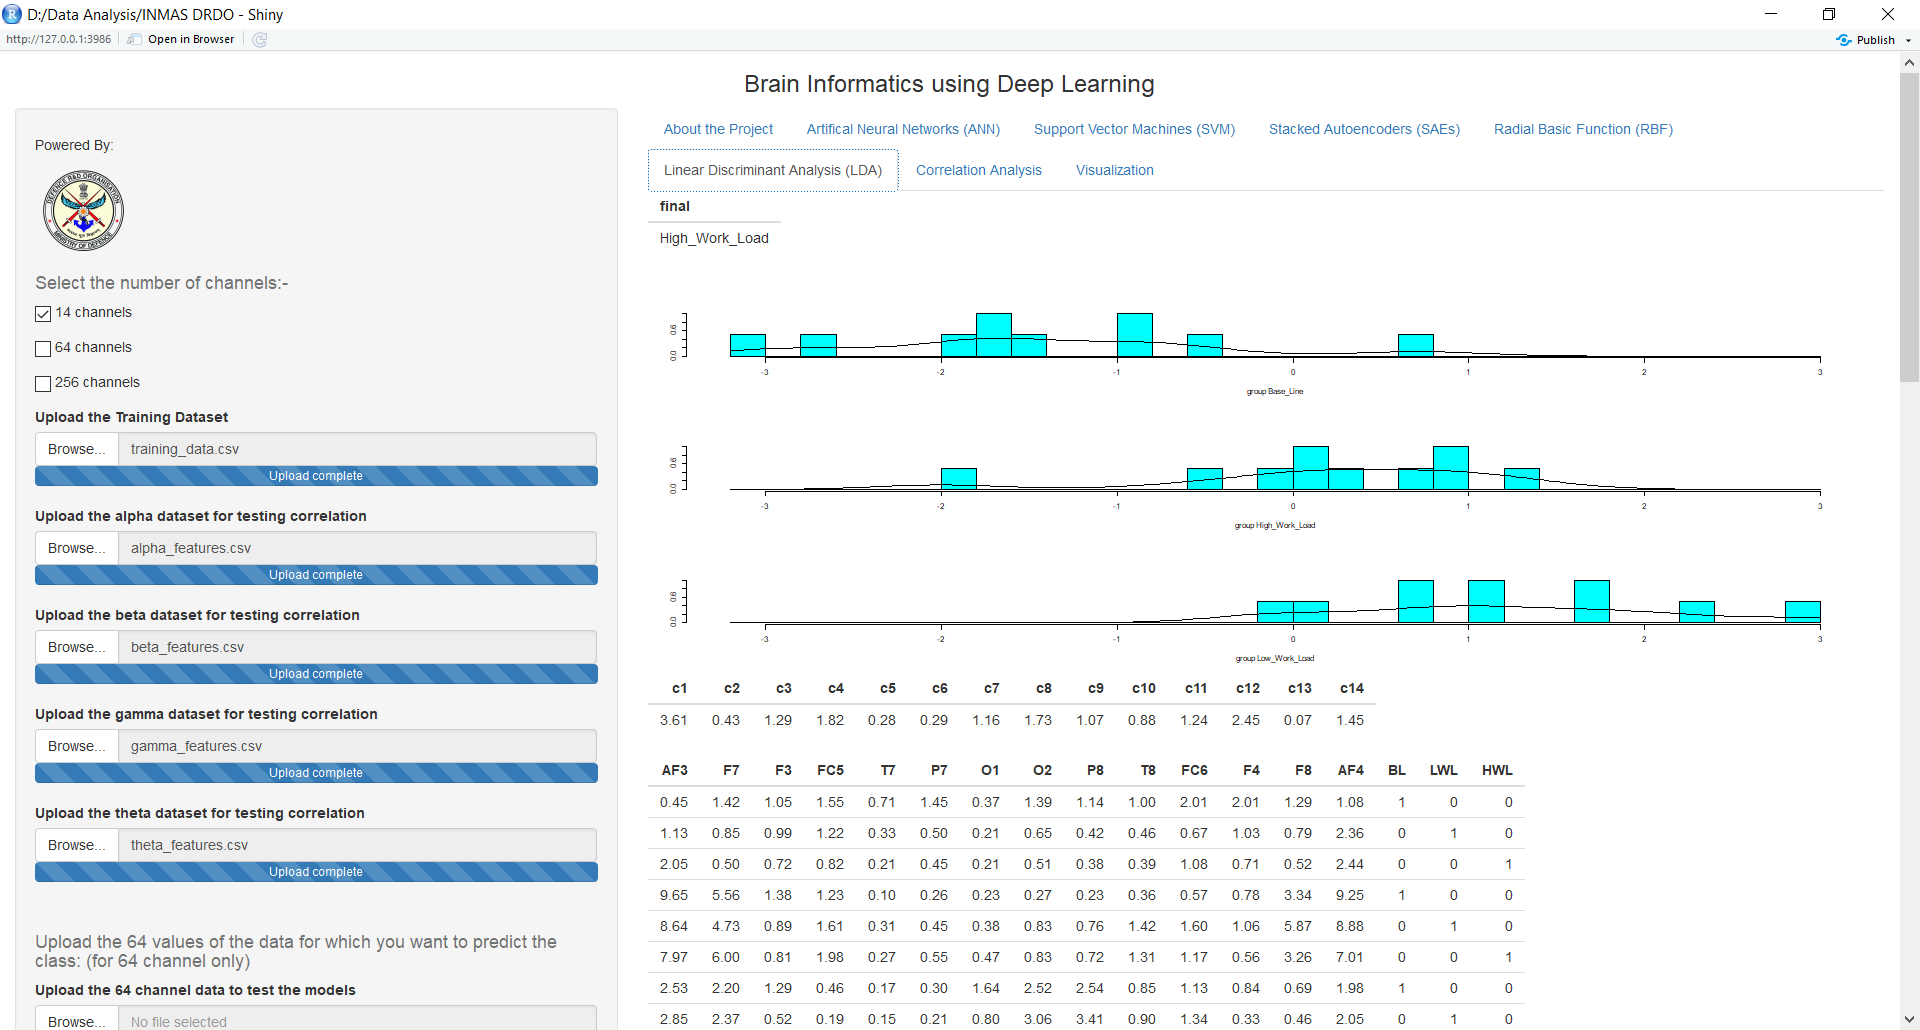 D:/Data Analysis/INMAS DRDO - Shiny
http://127.0.0.1:3986 Open in Browser Publish
Brain Informatics using Deep Learning
Powered By:
DEFENCE R&D ORGANISATION
MINISTRY OF DEFENCE
Select the number of channels:-
14 channels
64 channels
256 channels
Upload the Training Dataset
Browse... training_data.csv
Upload complete
Upload the alpha dataset for testing correlation
Browse... alpha_features.csv
Upload complete
Upload the beta dataset for testing correlation
Browse... beta_features.csv
Upload complete
Upload the gamma dataset for testing correlation
Browse... gamma_features.csv
Upload complete
Upload the theta dataset for testing correlation
Browse... theta_features.csv
Upload complete
Upload the 64 values of the data for which you want to predict the
class: (for 64 channel only)
Upload the 64 channel data to test the models
Browse... No file selected
About the Project Artifical Neural Networks (ANN) Support Vector Machines (SVM) Stacked Autoencoders (SAEs) Radial Basic Function (RBF)
Linear Discriminant Analysis (LDA) Correlation Analysis Visualization
final
High_Work_Load
0.6
0.0
-3 -2 -1 0 1 2 3
group Base_Line
0.6
0.0
-3 -2 -1 0 1 2 3
group High_Work_Load
0.6
0.0
-3 -2 -1 0 1 2 3
group Low_Work_Load
c1 c2 c3 c4 c5 c6 c7 c8 c9 c10 c11 c12 c13 c14
3.61 0.43 1.29 1.82 0.28 0.29 1.16 1.73 1.07 0.88 1.24 2.45 0.07 1.45
AF3 F7 F3 FC5 T7 P7 O1 O2 P8 T8 FC6 F4 F8 AF4 BL LWL HWL
0.45 1.42 1.05 1.55 0.71 1.45 0.37 1.39 1.14 1.00 2.01 2.01 1.29 1.08 1 0 0
1.13 0.85 0.99 1.22 0.33 0.50 0.21 0.65 0.42 0.46 0.67 1.03 0.79 2.36 0 1 0
2.05 0.50 0.72 0.82 0.21 0.45 0.21 0.51 0.38 0.39 1.08 0.71 0.52 2.44 0 0 1
9.65 5.56 1.38 1.23 0.10 0.26 0.23 0.27 0.23 0.36 0.57 0.78 3.34 9.25 1 0 0
8.64 4.73 0.89 1.61 0.31 0.45 0.38 0.83 0.76 1.42 1.60 1.06 5.87 8.88 0 1 0
7.97 6.00 0.81 1.98 0.27 0.55 0.47 0.83 0.72 1.31 1.17 0.56 3.26 7.01 0 0 1
2.53 2.20 1.29 0.46 0.17 0.30 1.64 2.52 2.54 0.85 1.13 0.84 0.69 1.98 1 0 0
2.85 2.37 0.52 0.19 0.15 0.21 0.80 3.06 3.41 0.90 1.34 0.33 0.46 2.05 0 1 0